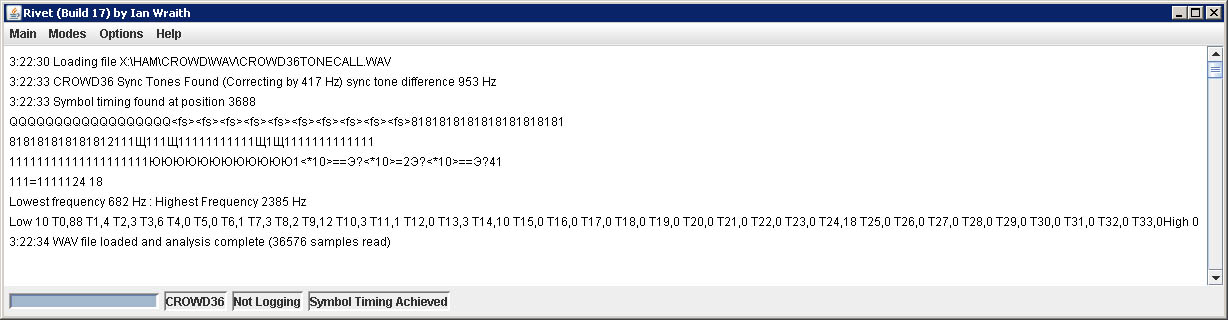 Rivet (Build 17) by Ian Wraith
Main Modes Options Help
3:22:30 Loading file X:\HAM\CROWD\WAV\CROWD36TONECALL.WAV
3:22:33 CROWD36 Sync Tones Found (Correcting by 417 Hz) sync tone difference 953 Hz
3:22:33 Symbol timing found at position 3688
QQQQQQQQQQQQQQQQQQ<fs><fs><fs><fs><fs><fs><fs><fs><fs><fs>8181818181818181818181
818181818181812111Щ111Щ11111111111Щ1Щ1111111111111
11111111111111111111ЮЮЮЮЮЮЮЮЮЮЮЮЮ1<*10>==Э?<*10>=2Э?<*10>==Э?41
111=1111124 18
Lowest frequency 682 Hz : Highest Frequency 2385 Hz
Low 10 T0,88 T1,4 T2,3 T3,6 T4,0 T5,0 T6,1 T7,3 T8,2 T9,12 T10,3 T11,1 T12,0 T13,3 T14,10 T15,0 T16,0 T17,0 T18,0 T19,0 T20,0 T21,0 T22,0 T23,0 T24,18 T25,0 T26,0 T27,0 T28,0 T29,0 T30,0 T31,0 T32,0 T33,0High 0
3:22:34 WAV file loaded and analysis complete (36576 samples read)
CROWD36 Not Logging Symbol Timing Achieved